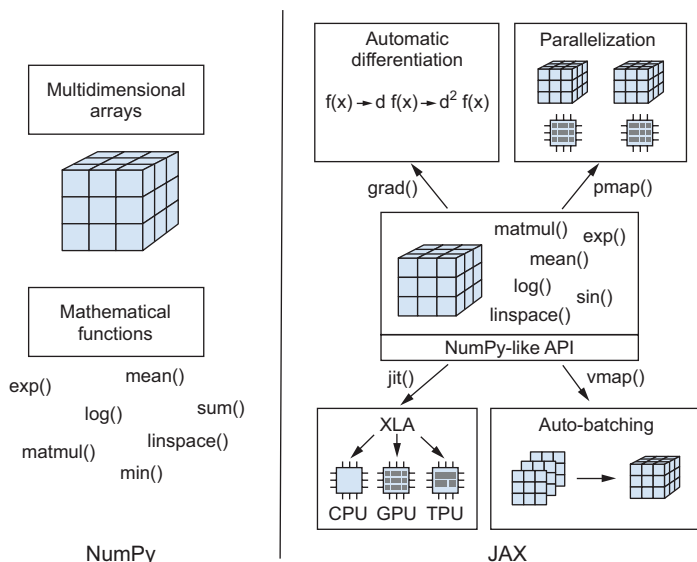 Multidimensional
arrays
Mathematical
functions
exp()
mean()
log()
sum()
matmul()
linspace()
min()
NumPy
Automatic
differentiation
f(x) → d f(x) → d² f(x)
Parallelization
grad()
pmap()
matmul()
exp()
mean()
log()
sin()
linspace()
NumPy-like API
jit()
vmap()
XLA
CPU GPU TPU
Auto-batching
JAX